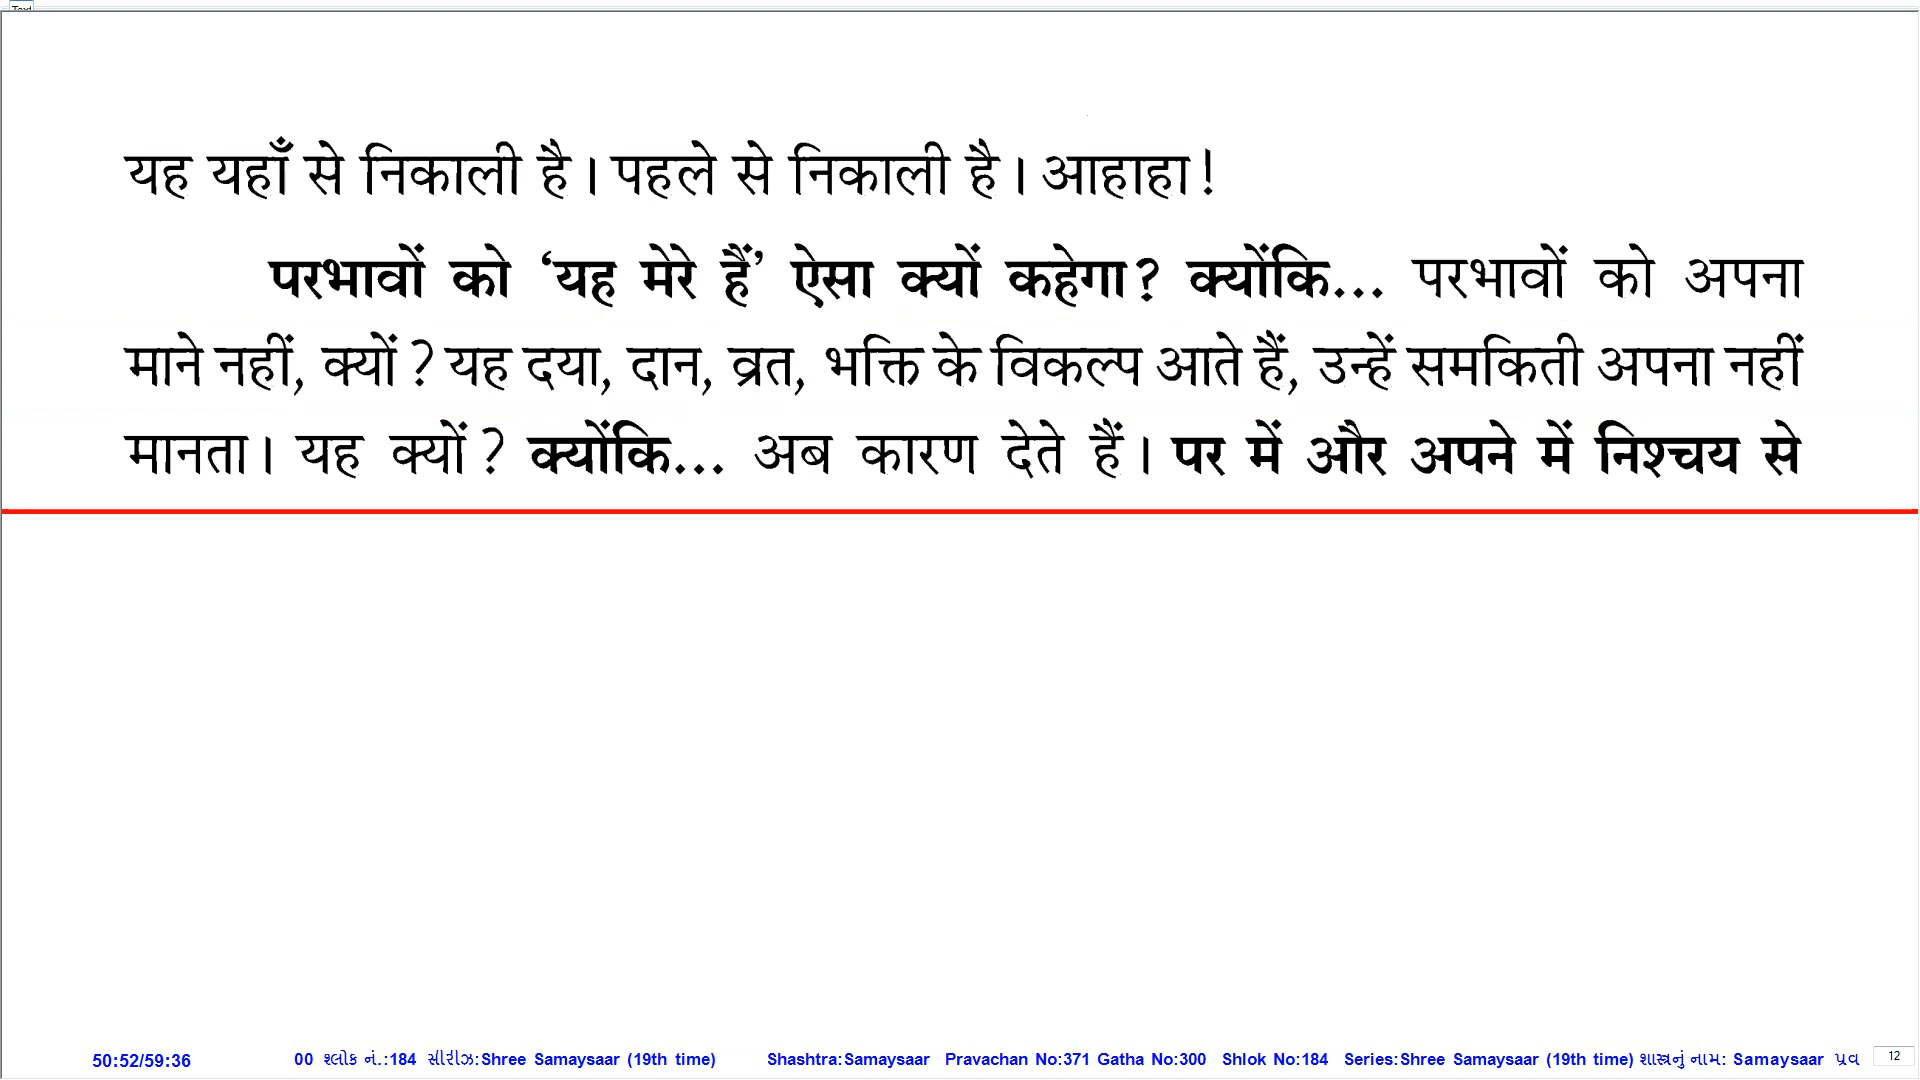 यह यहाँ से निकाली है। पहले से निकाली है। आहाहा!
परभावों को ‘यह मेरे हैं’ ऐसा क्यों कहेगा? क्योंकि... परभावों को अपना
माने नहीं, क्यों? यह दया, दान, व्रत, भक्ति के विकल्प आते हैं, उन्हें समकिती अपना नहीं
मानता। यह क्यों? क्योंकि... अब कारण देते हैं। पर में और अपने में निश्चय से
50:52/59:36 00 શ્લોક નં.:184 સીરીઝ:Shree Samaysaar (19th time) Shashtra:Samaysaar Pravachan No:371 Gatha No:300 Shlok No:184 Series:Shree Samaysaar (19th time) શાસ્ત્રનું નામ: Samaysaar પ્રવ 12